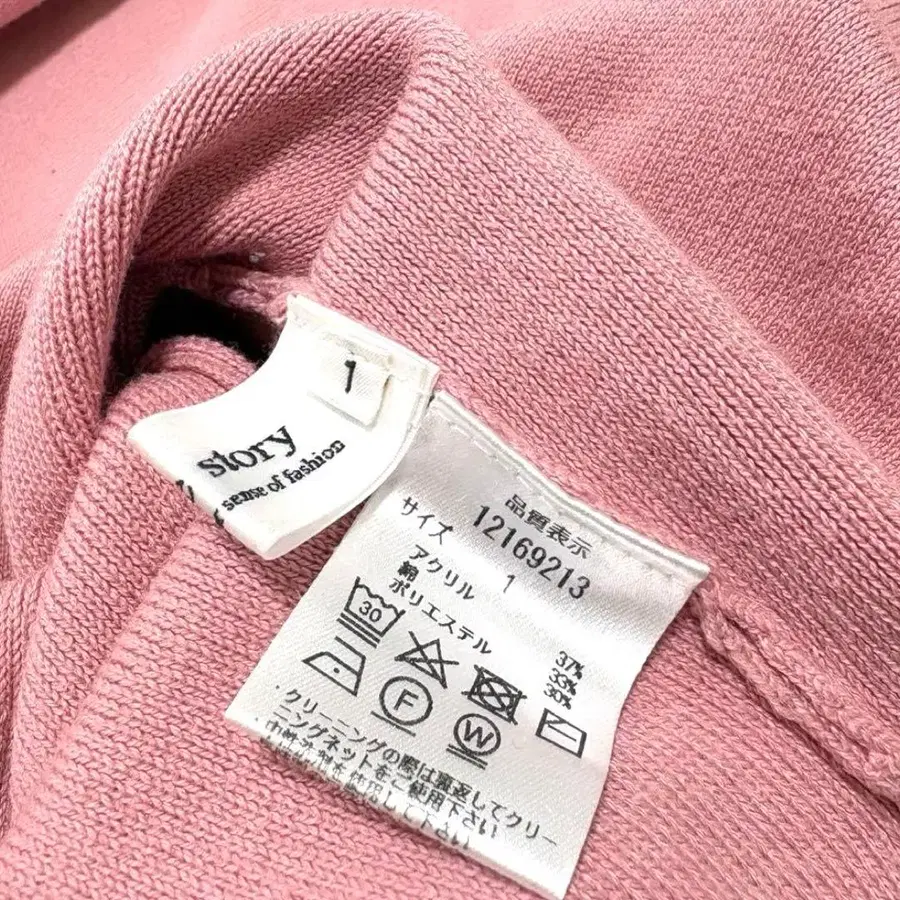 1
story
sense of fashion
品質表示
12169213
サイズ 1
アクリル 37%
綿 33%
ポリエステル 30%
30
F
W
・クリーニングの際は裏返してクリー
ニングネットをご使用下さい